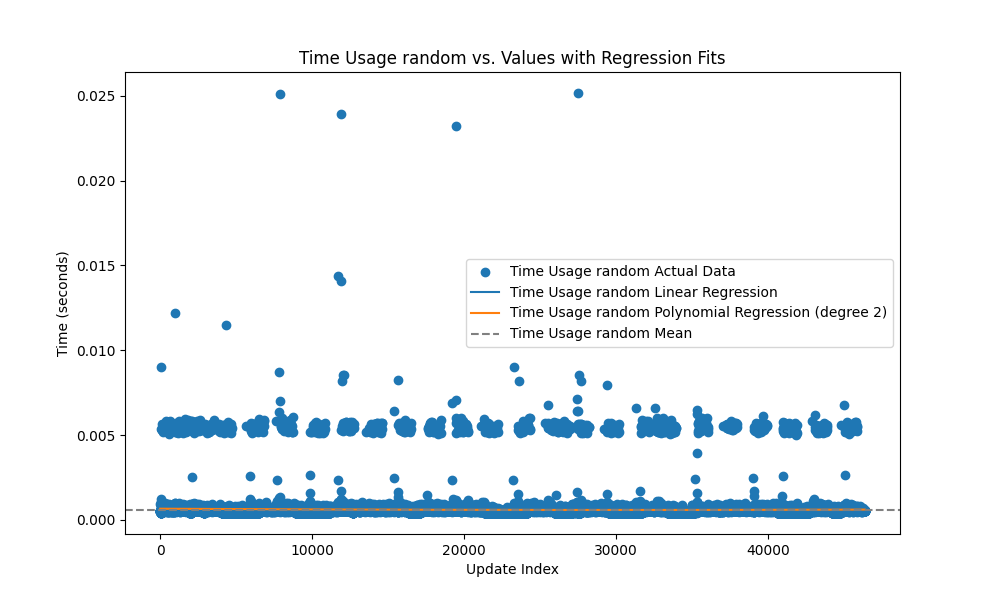 Time Usage random vs. Values with Regression Fits
0.025
0.020
0.015
0.010
0.005
0.000
Time (seconds)
Time Usage random Actual Data
Time Usage random Linear Regression
Time Usage random Polynomial Regression (degree 2)
Time Usage random Mean
0
10000
20000
30000
40000
Update Index